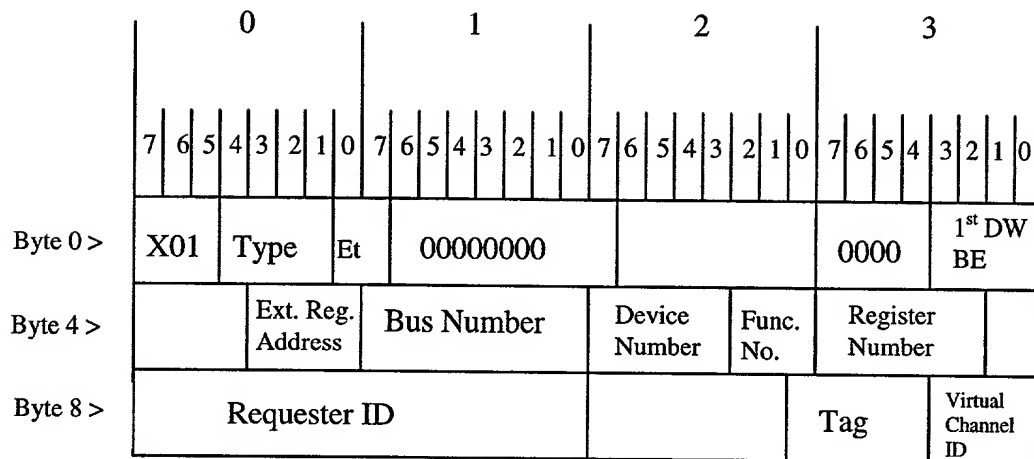 0 1 2 3
7 6 5 4 3 2 1 0 7 6 5 4 3 2 1 0 7 6 5 4 3 2 1 0 7 6 5 4 3 2 1 0
Byte 0 > X01 Type Et 00000000 0000 1st DW
BE
Byte 4 > Ext. Reg. Bus Number Device Func. Register
Address Number No. Number
Byte 8 > Requester ID Tag Virtual
Channel
ID